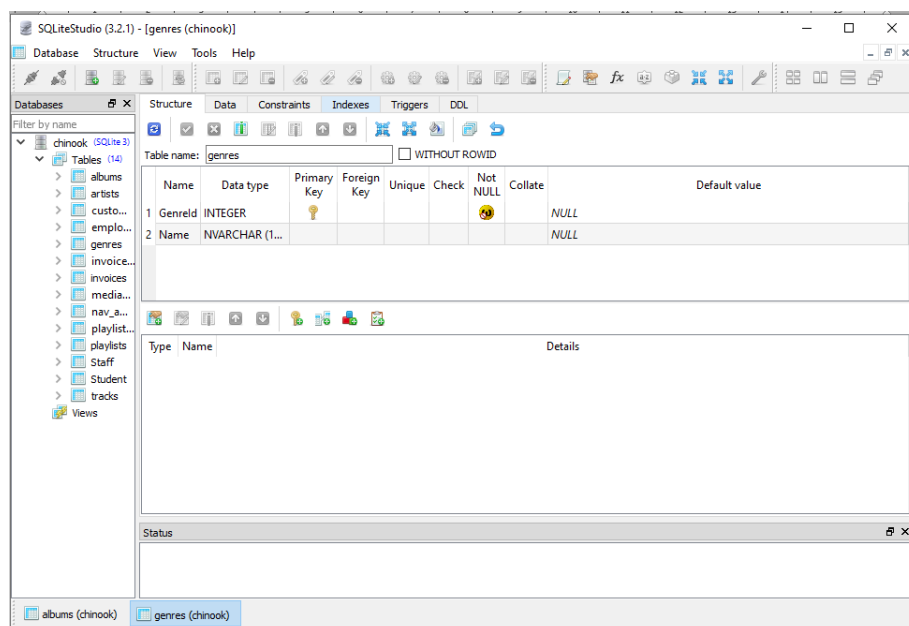 SQLiteStudio (3.2.1) - [genres (chinook)]
Database Structure View Tools Help
Databases
Filter by name
chinook (SQLite 3)
Tables (14)
albums
artists
custo...
emplo...
genres
invoice...
invoices
media...
nav_a...
playlist...
playlists
Staff
Student
tracks
Views
Structure Data Constraints Indexes Triggers DDL
Table name: genres WITHOUT ROWID
Name Data type Primary Key Foreign Key Unique Check Not NULL Collate Default value
1 GenreId INTEGER NULL
2 Name NVARCHAR (1... NULL
Type Name Details
Status
albums (chinook) genres (chinook)